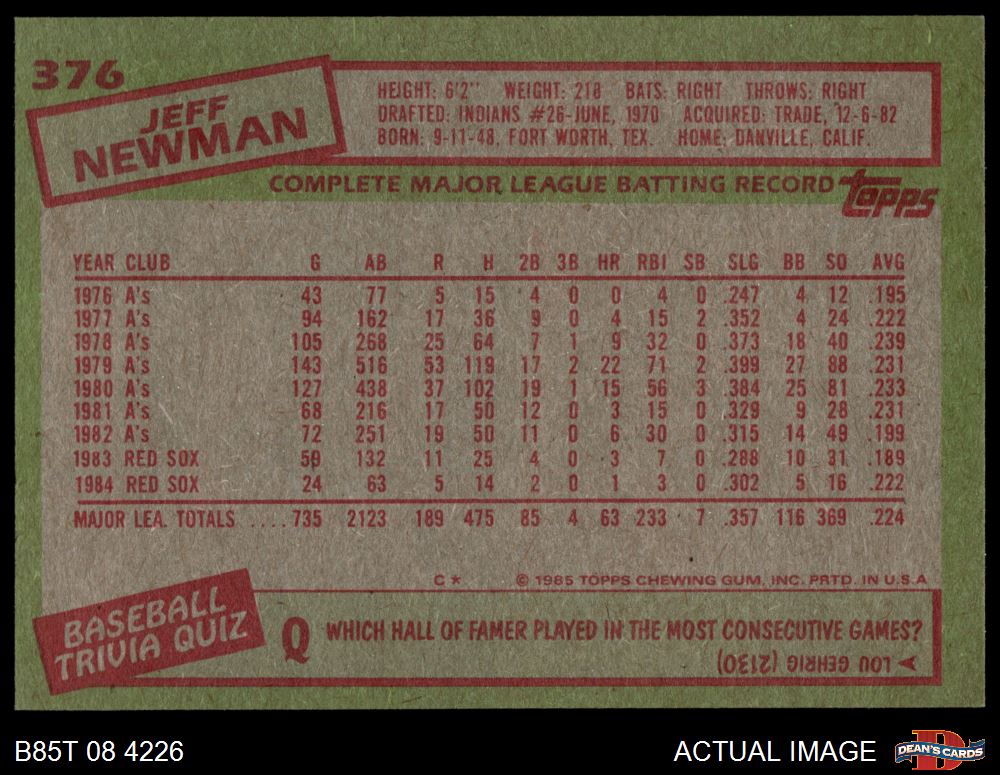 376
JEFF
NEWMAN
HEIGHT: 6'2" WEIGHT: 218 BATS: RIGHT THROWS: RIGHT
DRAFTED: INDIANS #26-JUNE, 1970 ACQUIRED: TRADE, 12-6-82
BORN: 9-11-48, FORT WORTH, TEX. HOME: DANVILLE, CALIF.
COMPLETE MAJOR LEAGUE BATTING RECORD topps
YEAR CLUB G AB R H 2B 3B HR RBI SB SLG BB SO AVG
1976 A's 43 77 5 15 4 0 0 4 0 .247 4 12 .195
1977 A's 94 162 17 36 9 0 4 15 2 .352 4 24 .222
1978 A's 105 268 25 64 7 1 9 32 0 .373 18 40 .239
1979 A's 143 516 53 119 17 2 22 71 2 .399 27 88 .231
1980 A's 127 438 37 102 19 1 15 56 3 .384 25 81 .233
1981 A's 68 216 17 50 12 0 3 15 0 .329 9 28 .231
1982 A's 72 251 19 50 11 0 6 30 0 .315 14 49 .199
1983 RED SOX 59 132 11 25 4 0 3 7 0 .288 10 31 .189
1984 RED SOX 24 63 5 14 2 0 1 3 0 .302 5 16 .222
MAJOR LEA. TOTALS ....735 2123 189 475 85 4 63 233 7 .357 116 369 .224
C* © 1985 TOPPS CHEWING GUM, INC. PRTD. IN U.S.A
BASEBALL
TRIVIA QUIZ
Q WHICH HALL OF FAMER PLAYED IN THE MOST CONSECUTIVE GAMES?
LOU GEHRIG (2130)
B85T 08 4226
ACTUAL IMAGE
DEAN'S CARDS